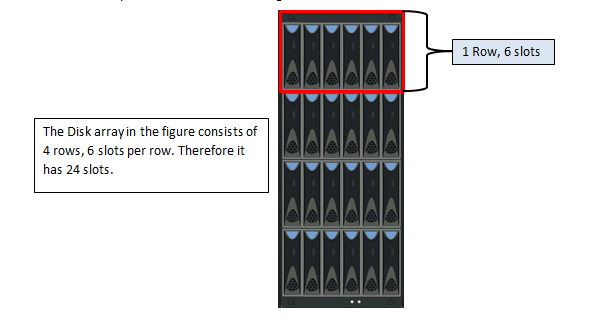 1 Row, 6 slots
The Disk array in the figure consists of
4 rows, 6 slots per row. Therefore it
has 24 slots.